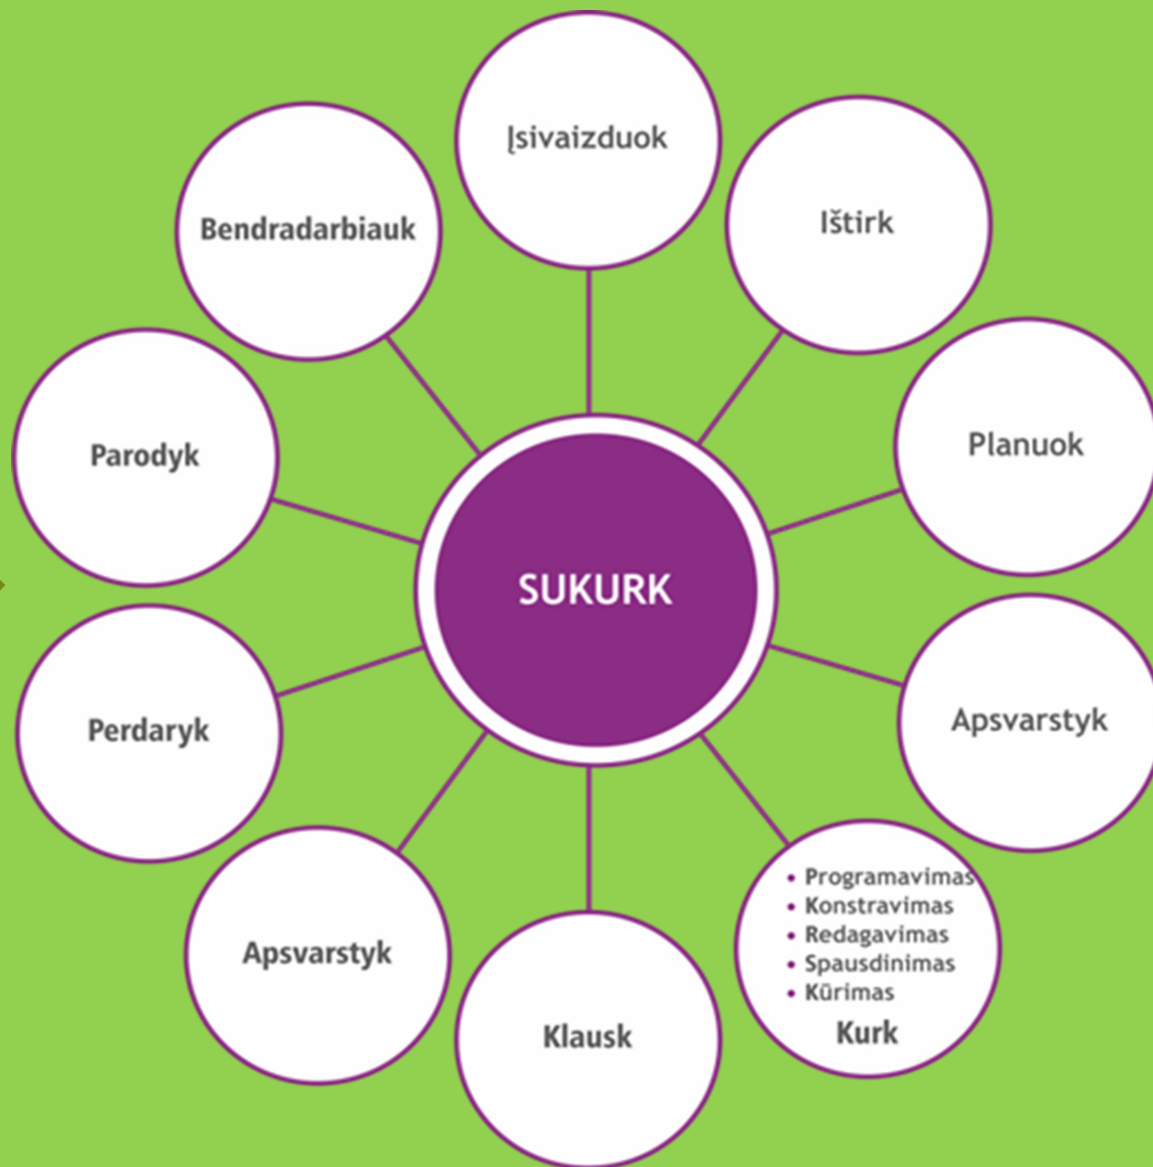 Įsivaizduok
Ištirk
Planuok
Apsvarstyk
• Programavimas
• Konstravimas
• Redagavimas
• Spausdinimas
• Kūrimas
Kurk
Klausk
Apsvarstyk
Perdaryk
Parodyk
Bendradarbiauk
SUKURK